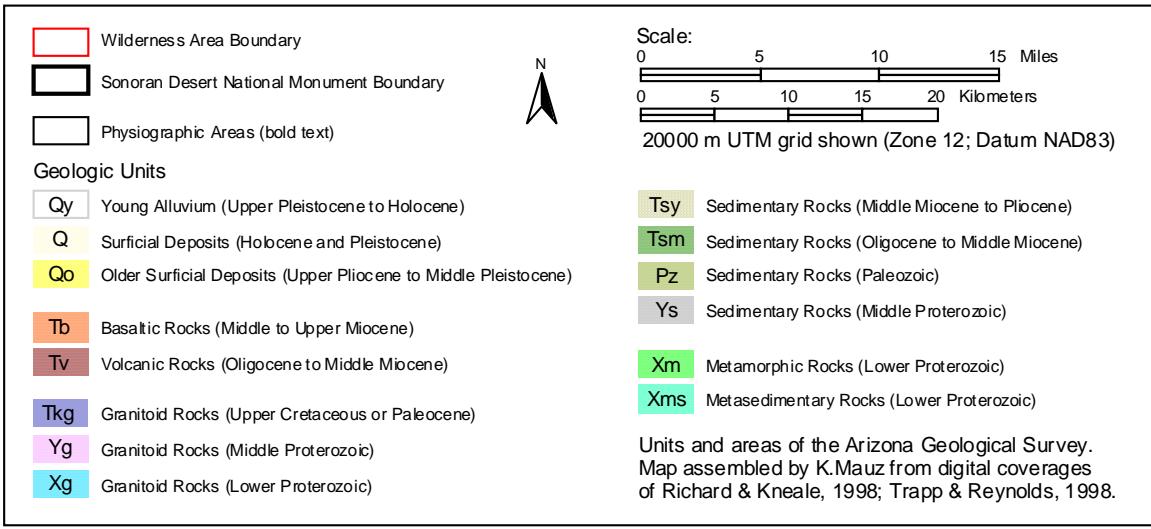 Wilderness Area Boundary
Sonoran Desert National Monument Boundary
Physiographic Areas (bold text)
N
Scale:
0 5 10 15 Miles
0 5 10 15 20 Kilometers
20000 m UTM grid shown (Zone 12; Datum NAD83)
Geologic Units
Qy Young Alluvium (Upper Pleistocene to Holocene)
Q Surficial Deposits (Holocene and Pleistocene)
Qo Older Surficial Deposits (Upper Pliocene to Middle Pleistocene)
Tb Basaltic Rocks (Middle to Upper Miocene)
Tv Volcanic Rocks (Oligocene to Middle Miocene)
Tkg Granitoid Rocks (Upper Cretaceous or Paleocene)
Yg Granitoid Rocks (Middle Proterozoic)
Xg Granitoid Rocks (Lower Proterozoic)
Tsy Sedimentary Rocks (Middle Miocene to Pliocene)
Tsm Sedimentary Rocks (Oligocene to Middle Miocene)
Pz Sedimentary Rocks (Paleozoic)
Ys Sedimentary Rocks (Middle Proterozoic)
Xm Metamorphic Rocks (Lower Proterozoic)
Xms Metasedimentary Rocks (Lower Proterozoic)
Units and areas of the Arizona Geological Survey.
Map assembled by K.Mauz from digital coverages
of Richard & Kneale, 1998; Trapp & Reynolds, 1998.